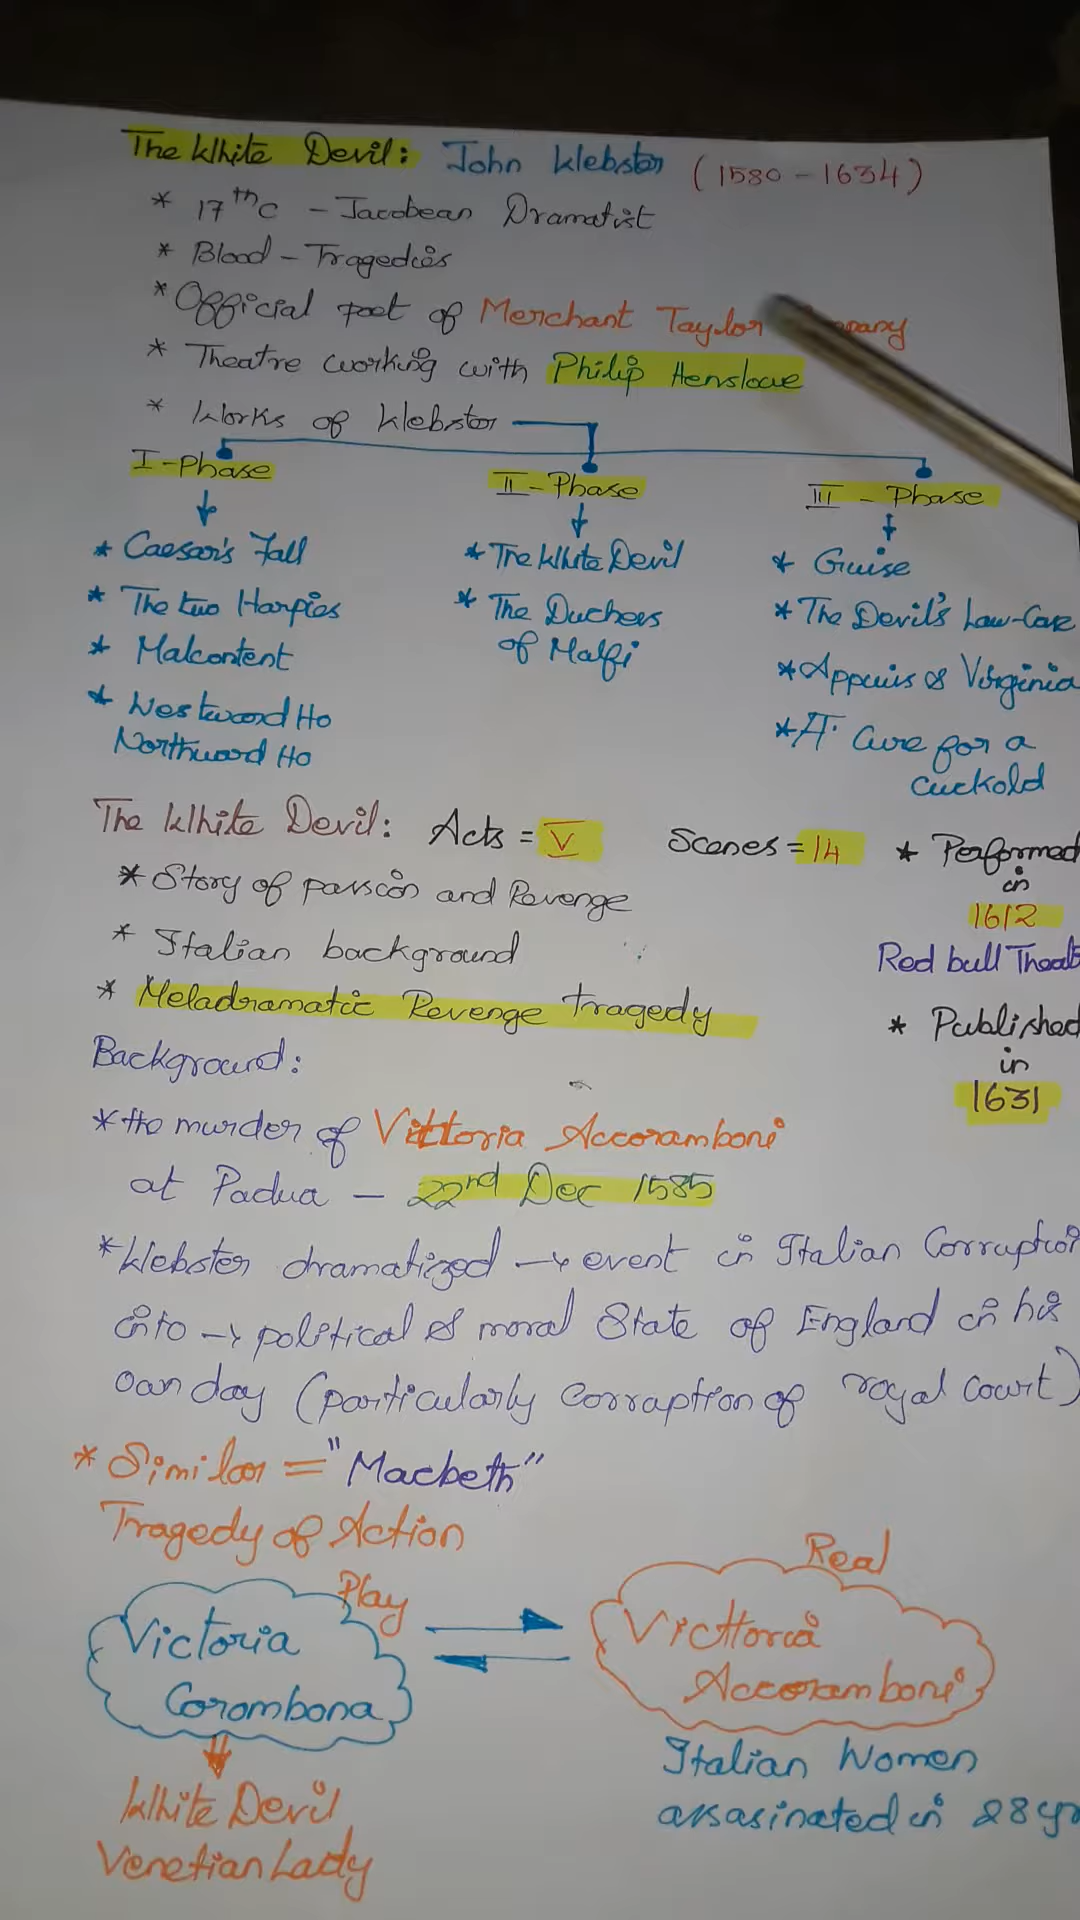 The White Devil: John Webster (1580 - 1634)
* 17th C - Jacobean Dramatist
* Blood - Tragedies
* Official poet of Merchant Taylor
* Theatre working with Philip Henslowe
* Works of Webster
I - Phase
II - Phase
III - Phase
* Caesar's Fall
* The two Harpies
* Malcontent
* Westward Ho
Northward Ho
* The White Devil
* The Duchess
of Malfi
* Guise
* The Devil's Law-Case
* Appuis & Virginia
* A Cure for a
cuckold
The White Devil: Acts = V Scenes = 14
* Performed
in
1612
Red bull Theat
* Published
in
1631
* Story of passion and Revenge
* Italian background
* Meladramatic Revenge tragedy
Background:
* the murder of Vittoria Accoramboni
at Padua - 22nd Dec 1585
* Webster dramatized → event in Italian Corruption
into → political & moral State of England in his
own day (particularly corruption of royal court)
* Similar = "Macbeth"
Tragedy of Action
Play
Victoria
Corombona
White Devil
Venetian Lady
Real
Victtoria
Accoramboni
Italian Women
assasinated in 28 yr